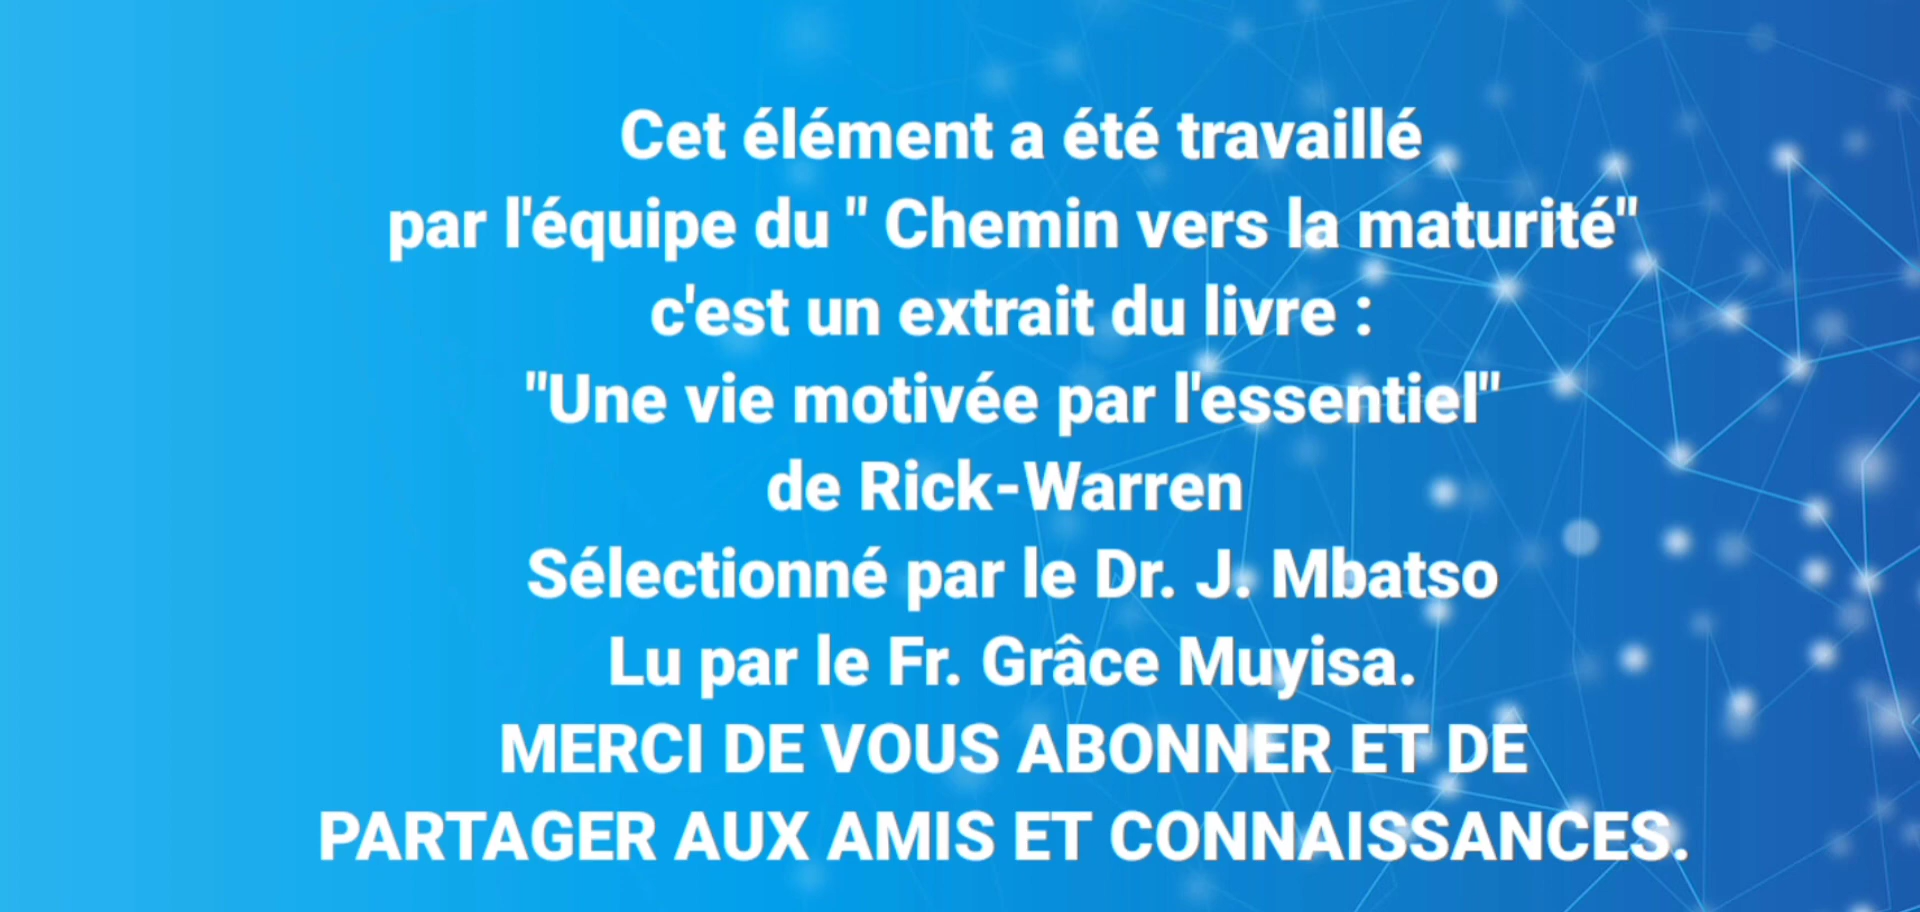 Cet élément a été travaillé
par l'équipe du " Chemin vers la maturité"
c'est un extrait du livre :
"Une vie motivée par l'essentiel"
de Rick-Warren
Sélectionné par le Dr. J. Mbatso
Lu par le Fr. Grâce Muyisa.
MERCI DE VOUS ABONNER ET DE
PARTAGER AUX AMIS ET CONNAISSANCES.